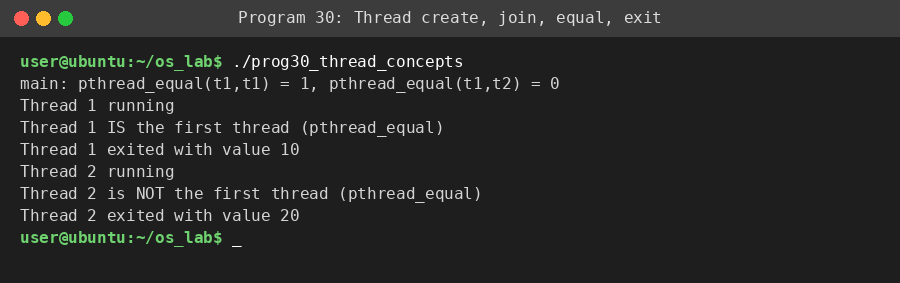 Program 30: Thread create, join, equal, exit
user@ubuntu:~/os_lab$ ./prog30_thread_concepts
main: pthread_equal(t1,t1) = 1, pthread_equal(t1,t2) = 0
Thread 1 running
Thread 1 IS the first thread (pthread_equal)
Thread 1 exited with value 10
Thread 2 running
Thread 2 is NOT the first thread (pthread_equal)
Thread 2 exited with value 20
user@ubuntu:~/os_lab$ _